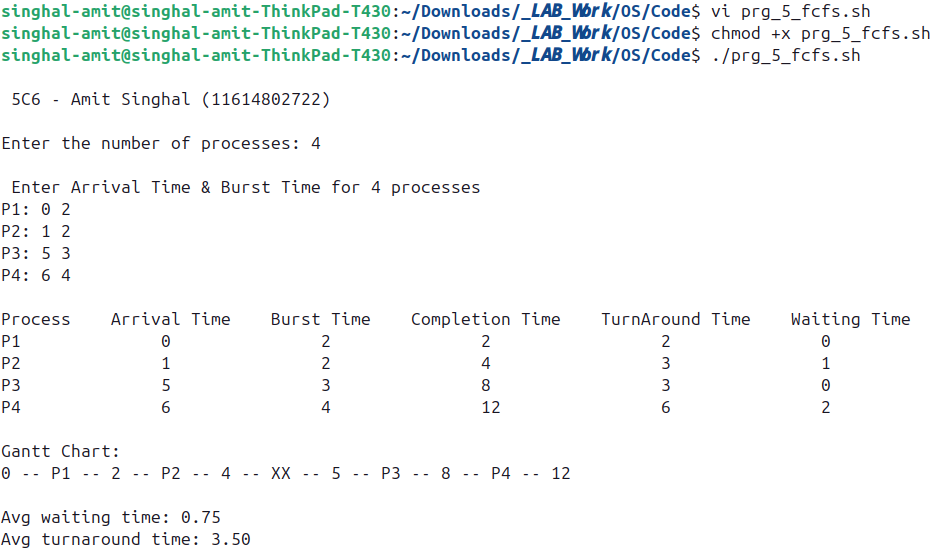 singhal-amit@singhal-amit-ThinkPad-T430:~/Downloads/_LAB_Work/OS/Code$ vi prg_5_fcfs.sh
singhal-amit@singhal-amit-ThinkPad-T430:~/Downloads/_LAB_Work/OS/Code$ chmod +x prg_5_fcfs.sh
singhal-amit@singhal-amit-ThinkPad-T430:~/Downloads/_LAB_Work/OS/Code$ ./prg_5_fcfs.sh
5C6 - Amit Singhal (11614802722)
Enter the number of processes: 4
Enter Arrival Time & Burst Time for 4 processes
P1: 0 2
P2: 1 2
P3: 5 3
P4: 6 4
Process Arrival Time Burst Time Completion Time TurnAround Time Waiting Time
P1 0 2 2 2 0
P2 1 2 4 3 1
P3 5 3 8 3 0
P4 6 4 12 6 2
Gantt Chart:
0 -- P1 -- 2 -- P2 -- 4 -- XX -- 5 -- P3 -- 8 -- P4 -- 12
Avg waiting time: 0.75
Avg turnaround time: 3.50